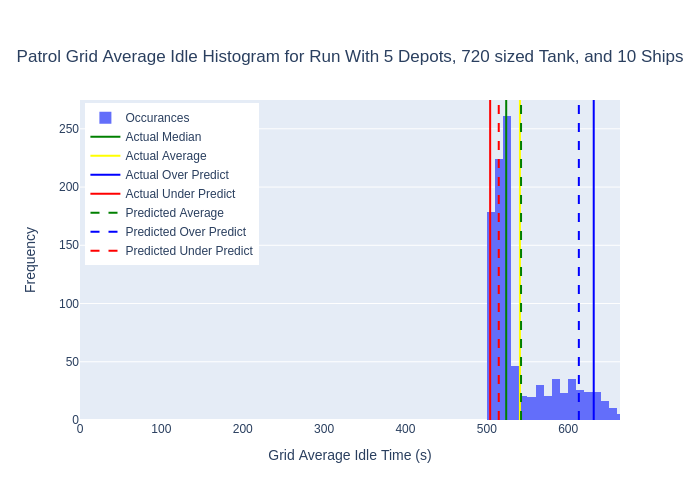 Patrol Grid Average Idle Histogram for Run With 5 Depots, 720 sized Tank, and 10 Ships
Occurances
Actual Median
Actual Average
Actual Over Predict
Actual Under Predict
Predicted Average
Predicted Over Predict
Predicted Under Predict
Frequency
250
200
150
100
50
0
0 100 200 300 400 500 600
Grid Average Idle Time (s)